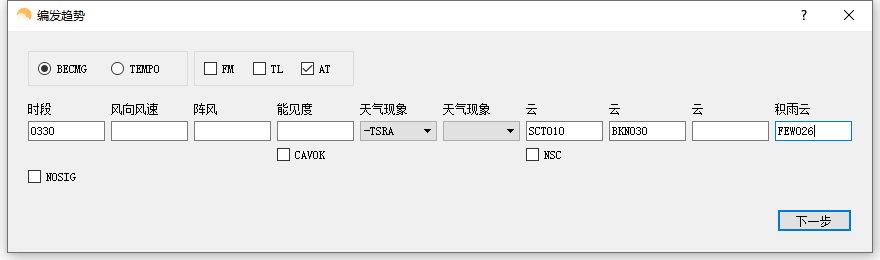 编发趋势
BECMG TEMPO FM TL AT
时段 风向风速 阵风 能见度 天气现象 天气现象 云 云 云 积雨云
0330 -TSRA SCT010 BKN030 FEW026
CAVOK NSC
NOSIG
下一步